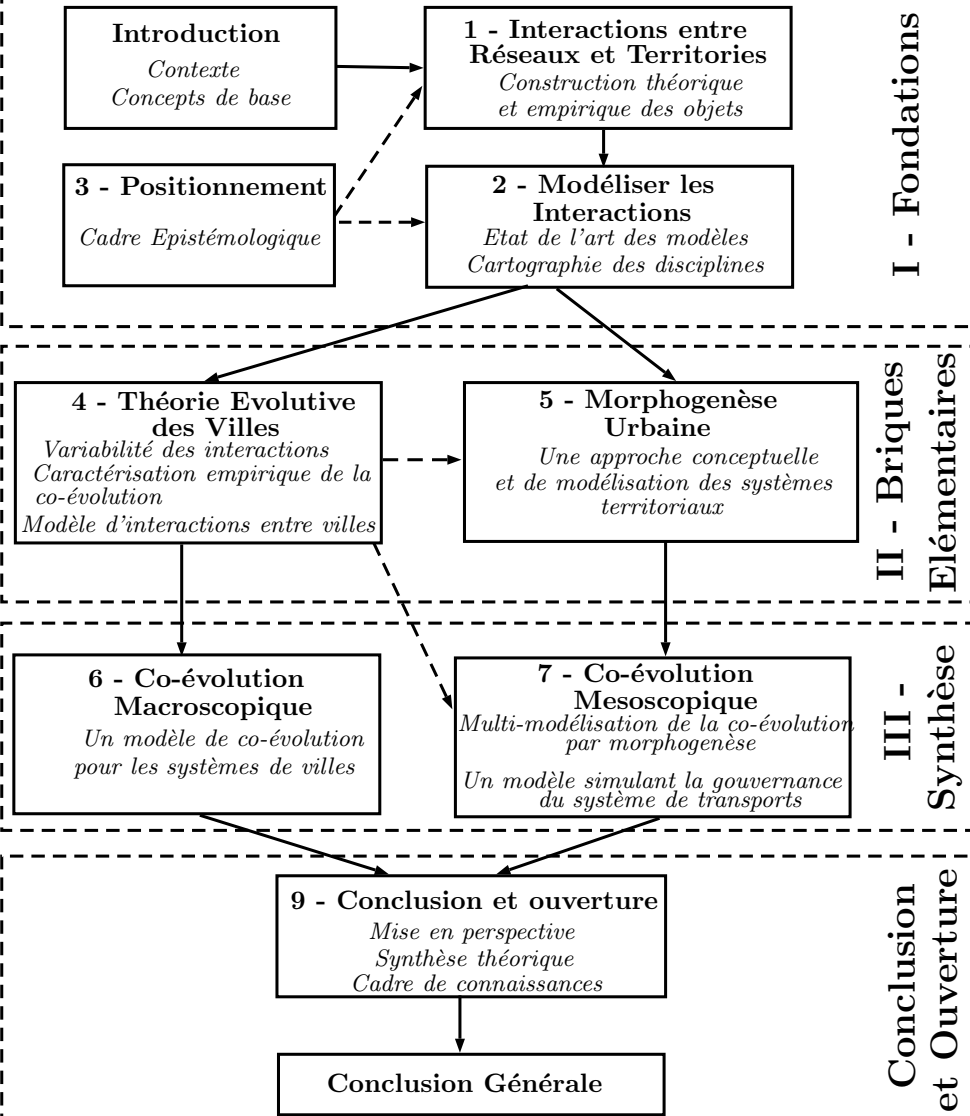 Introduction
Contexte
Concepts de base
1 - Interactions entre
Réseaux et Territories
Construction théorique
et empirique des objets
3 - Positionnement
Cadre Epistémologique
2 - Modéliser les
Interactions
Etat de l'art des modèles
Cartographie des disciplines
I - Fondations
4 - Théorie Evolutive
des Villes
Variabilité des interactions
Caractérisation empirique de la
co-évolution
Modèle d'interactions entre villes
5 - Morphogenèse
Urbaine
Une approche conceptuelle
et de modélisation des systèmes
territoriaux
II - Briques
Elémentaires
6 - Co-évolution
Macroscopique
Un modèle de co-évolution
pour les systèmes de villes
7 - Co-évolution
Mesoscopique
Multi-modélisation de la co-évolution
par morphogenèse
Un modèle simulant la gouvernance
du système de transports
III -
Synthèse
9 - Conclusion et ouverture
Mise en perspective
Synthèse théorique
Cadre de connaissances
Conclusion Générale
Conclusion
et Ouverture